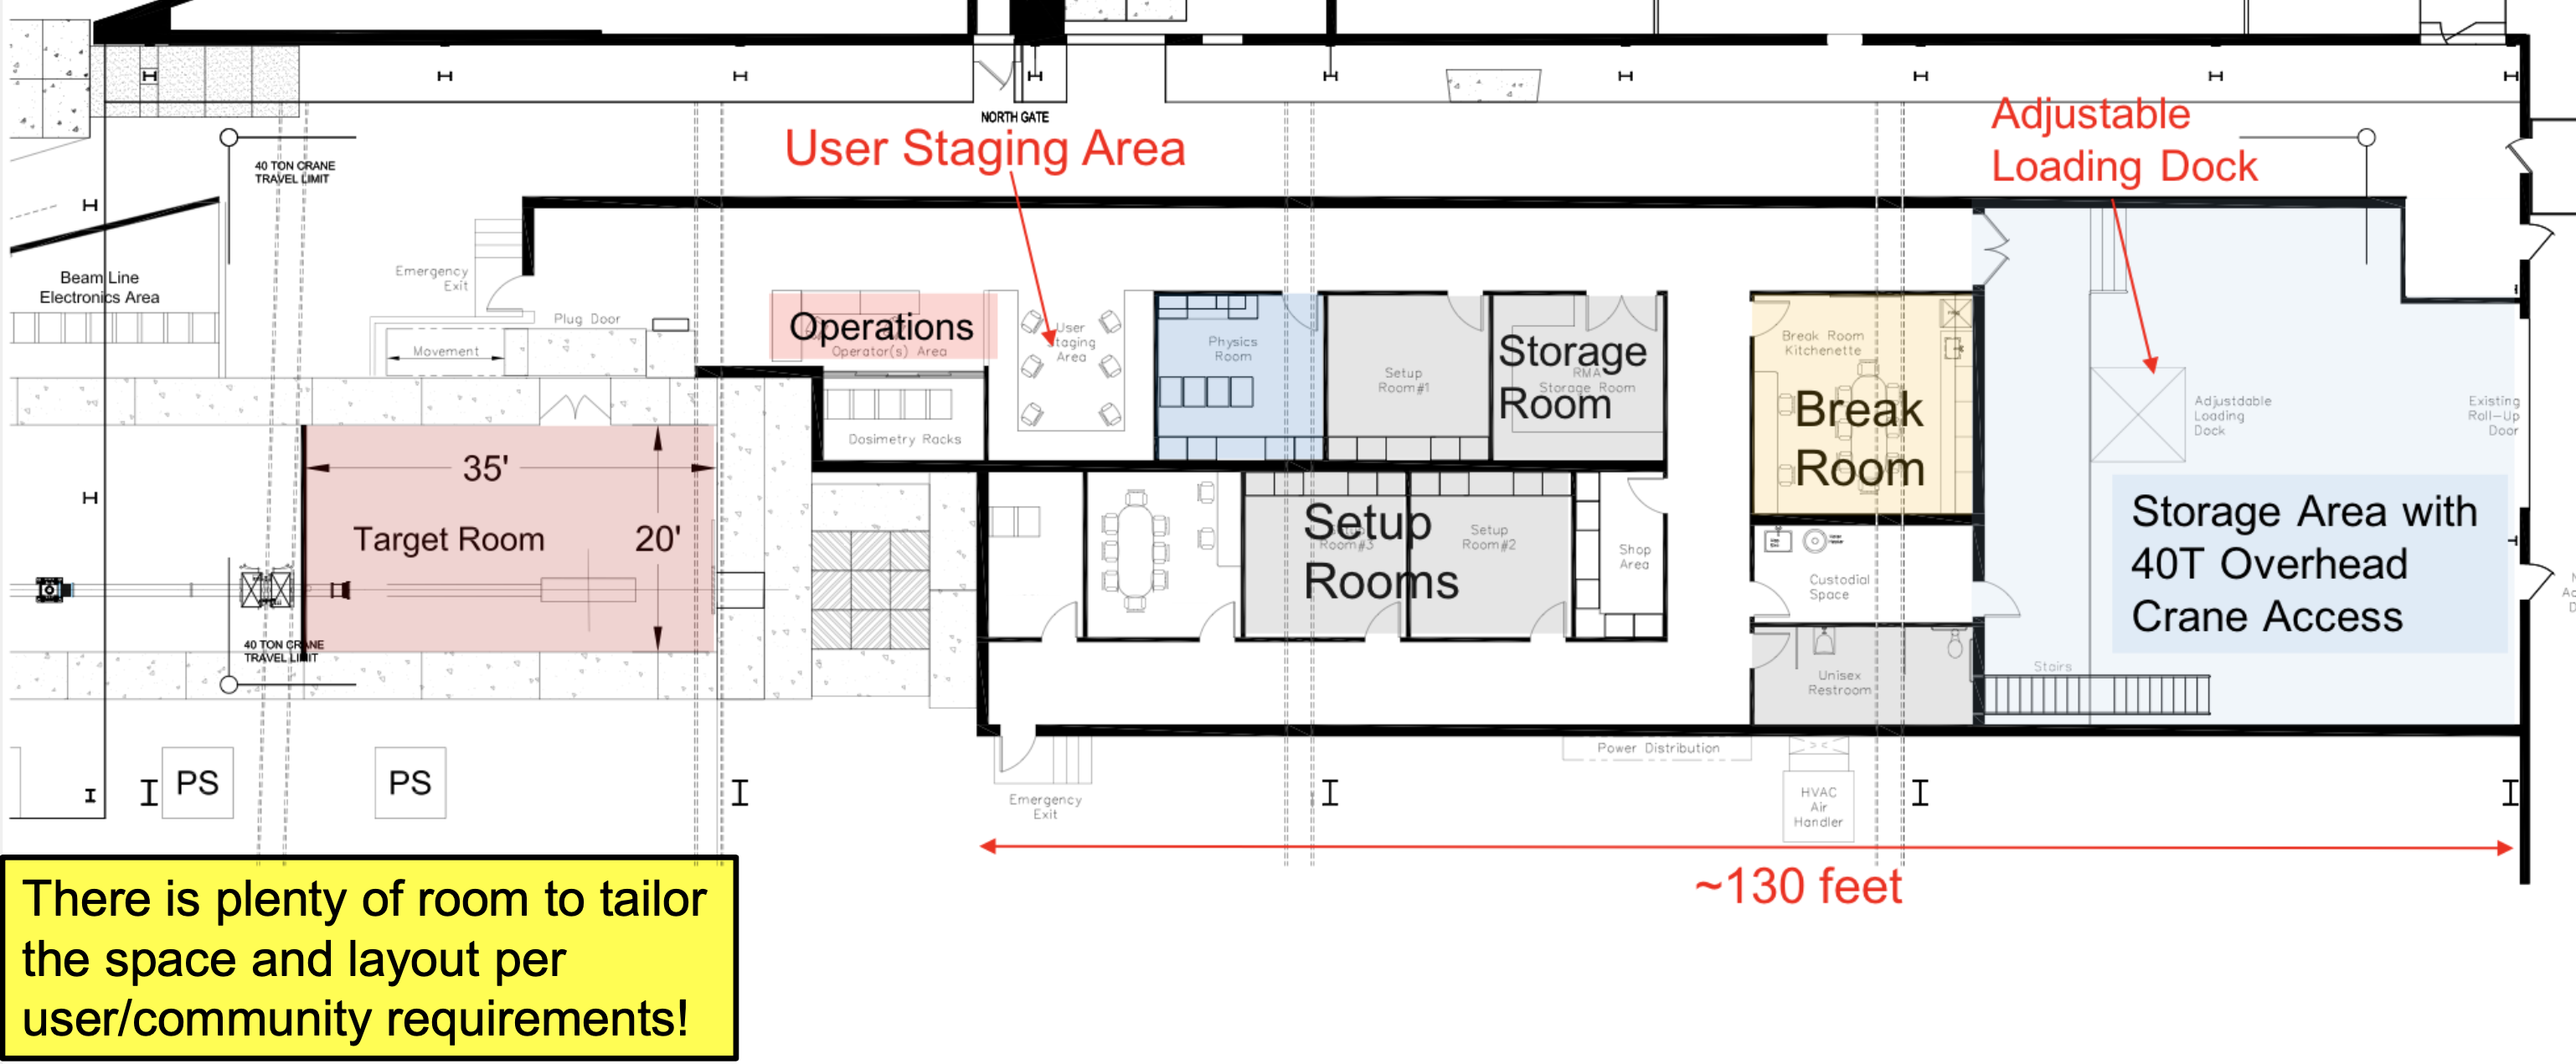 NORTH GATE
User Staging Area
Adjustable
Loading Dock
40 TON CRANE
TRAVEL LIMIT
Beam Line
Electronics Area
Emergency
Exit
Plug Door
Movement
Operations
Operator(s) Area
Dosimetry Racks
User
Staging
Area
Physics
Room
Setup
Room#1
Storage
Room
RMA
Storage Room
Break Room
Kitchenette
Break
Room
Adjustdable
Loading
Dock
Existing
Roll-Up
Door
35'
Target Room
20'
40 TON CRANE
TRAVEL LIMIT
Setup
Rooms
Room#3
Setup
Room#2
Shop
Area
Custodial
Space
Unisex
Restroom
Storage Area with
40T Overhead
Crane Access
Stairs
PS
PS
Emergency
Exit
Power Distribution
HVAC
Air
Handler
~130 feet
There is plenty of room to tailor
the space and layout per
user/community requirements!